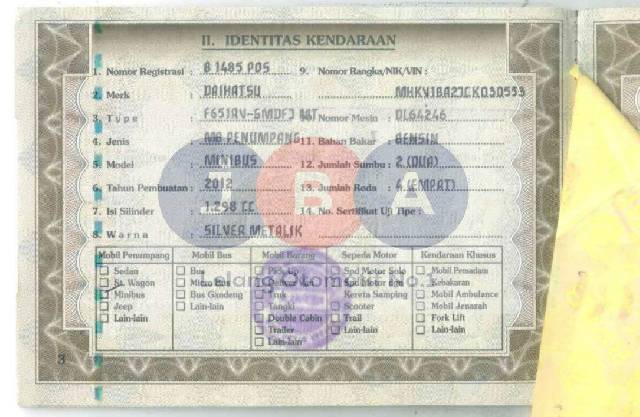 II. IDENTITAS KENDARAAN
1. Nomor Registrasi : B 1485 POS 9. Nomor Rangka/NIK/VIN :
2. Merk : DAIHATSU MHKV1BA2JCK030553
3. Type : 10. Nomor Mesin : DL64246
4. Jenis : MB PENUMPANG 11. Bahan Bakar : BENSIN
5. Model : MINIBUS 12. Jumlah Sumbu : 2 (DUA)
6. Tahun Pembuatan : 2012 13. Jumlah Roda : 4 (EMPAT)
7. Isi Silinder : 1.298 CC 14. No. Sertifikat Uji Tipe :
8. Warna : SILVER METALIK
JBA
Mobil Penumpang Mobil Bus Mobil Barang Sepeda Motor Kendaraan Khusus
Sedan Bus Pick Up Spd Motor Solo Mobil Pemadam
St. Wagon Micro Bus Spd Motor Kebakaran
Minibus Bus Gandeng Truk Kereta Samping Mobil Ambulance
Jeep Lain-lain Tangki Scooter Mobil Jenazah
Lain-lain Double Cabin Trail Fork Lift
Trailer Lain-lain Lain-lain
Lain-lain
3